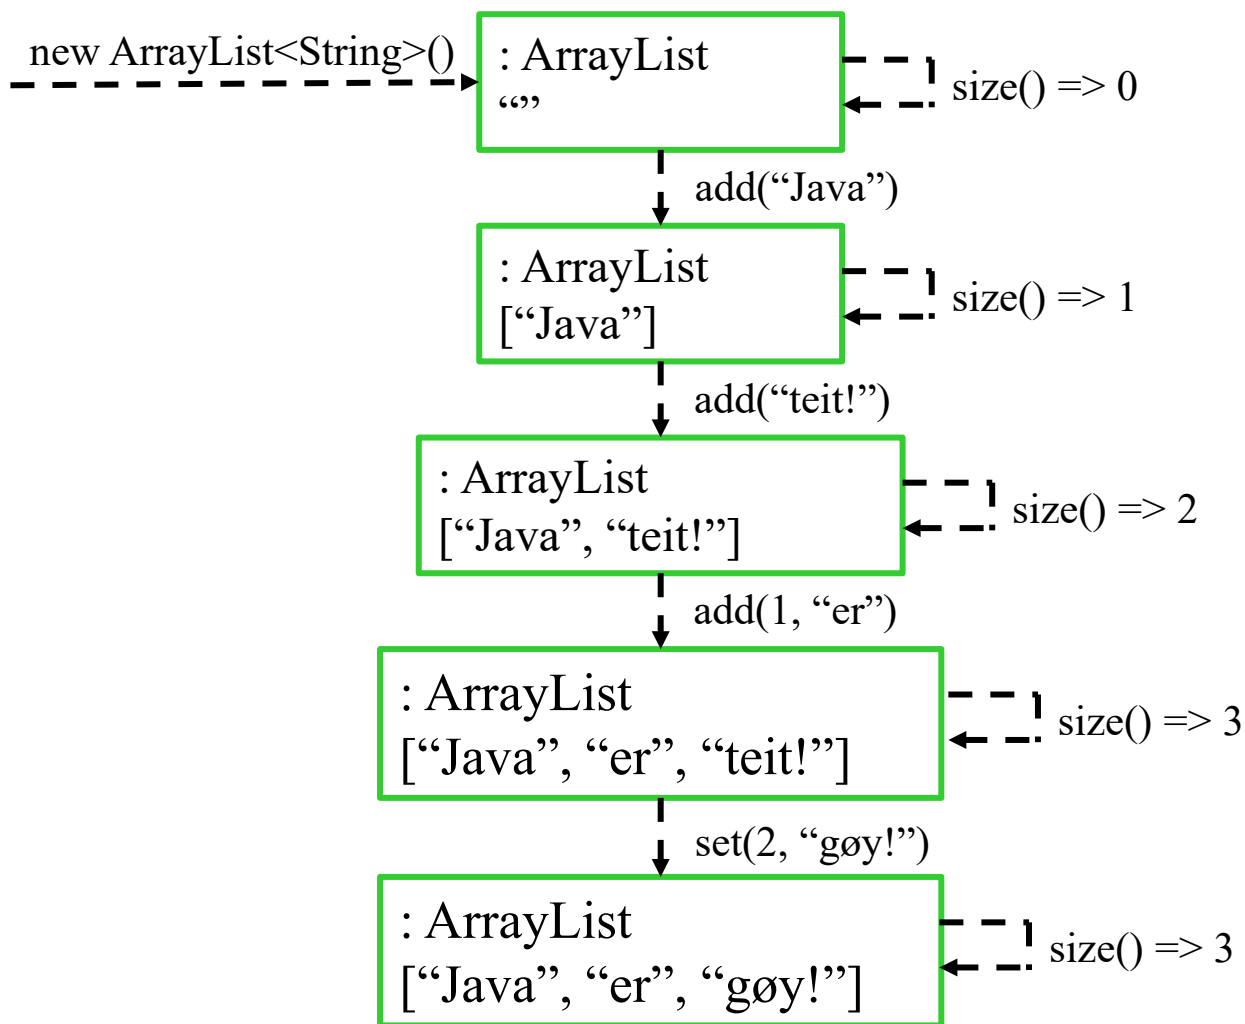 new ArrayList<String>()
: ArrayList
“”
size() => 0
add(“Java”)
: ArrayList
[“Java”]
size() => 1
add(“teit!”)
: ArrayList
[“Java”, “teit!”]
size() => 2
add(1, “er”)
: ArrayList
[“Java”, “er”, “teit!”]
size() => 3
set(2, “gøy!”)
: ArrayList
[“Java”, “er”, “gøy!”]
size() => 3